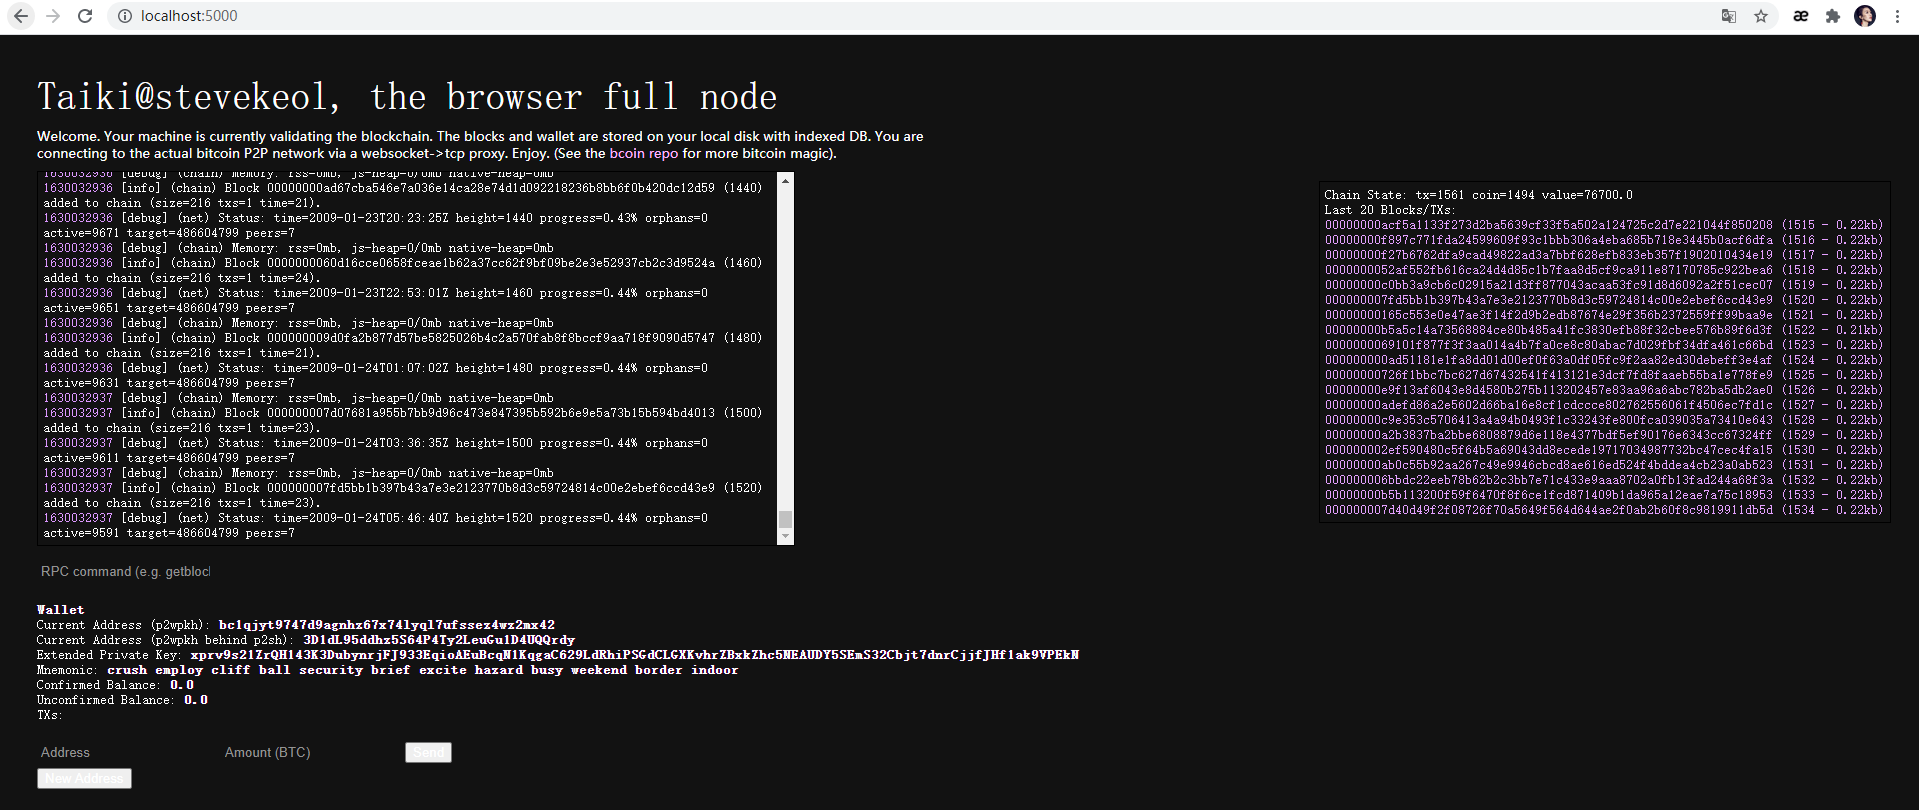 localhost:5000
Taiki@stevekeol, the browser full node
Welcome. Your machine is currently validating the blockchain. The blocks and wallet are stored on your local disk with indexed DB. You are
connecting to the actual bitcoin P2P network via a websocket->tcp proxy. Enjoy. (See the bcoin repo for more bitcoin magic).
1630032936 [debug] (chain) Memory: rss=0mb, js-heap=0/0mb native-heap=0mb
1630032936 [info] (chain) Block 00000000ad67cba546e7a036e14ca28e74d1d092218236b8bb6f0b420dc12d59 (1440)
added to chain (size=216 txs=1 time=21).
1630032936 [debug] (net) Status: time=2009-01-23T20:23:25Z height=1440 progress=0.43% orphans=0
active=9671 target=486604799 peers=7
1630032936 [debug] (chain) Memory: rss=0mb, js-heap=0/0mb native-heap=0mb
1630032936 [info] (chain) Block 0000000060d16cce0658fceae1b62a37cc62f9bf09be2e3e52937cb2c3d9524a (1460)
added to chain (size=216 txs=1 time=24).
1630032936 [debug] (net) Status: time=2009-01-23T22:53:01Z height=1460 progress=0.44% orphans=0
active=9651 target=486604799 peers=7
1630032936 [debug] (chain) Memory: rss=0mb, js-heap=0/0mb native-heap=0mb
1630032936 [info] (chain) Block 000000009d0fa2b877d57be5825026b4c2a570fab8f8bccf9aa718f9090d5747 (1480)
added to chain (size=216 txs=1 time=21).
1630032936 [debug] (net) Status: time=2009-01-24T01:07:02Z height=1480 progress=0.44% orphans=0
active=9631 target=486604799 peers=7
1630032937 [debug] (chain) Memory: rss=0mb, js-heap=0/0mb native-heap=0mb
1630032937 [info] (chain) Block 000000007d07681a955b7bb9d96c473e847395b592b6e9e5a73b15b594bd4013 (1500)
added to chain (size=216 txs=1 time=23).
1630032937 [debug] (net) Status: time=2009-01-24T03:36:35Z height=1500 progress=0.44% orphans=0
active=9611 target=486604799 peers=7
1630032937 [debug] (chain) Memory: rss=0mb, js-heap=0/0mb native-heap=0mb
1630032937 [info] (chain) Block 000000007fd5bb1b397b43a7e3e2123770b8d3c59724814c00e2ebef6ccd43e9 (1520)
added to chain (size=216 txs=1 time=23).
1630032937 [debug] (net) Status: time=2009-01-24T05:46:40Z height=1520 progress=0.44% orphans=0
active=9591 target=486604799 peers=7
Chain State: tx=1561 coin=1494 value=76700.0
Last 20 Blocks/TXs:
00000000acf5a1133f273d2ba5639cf33f5a502a124725c2d7e221044f850208 (1515 - 0.22kb)
00000000f897c771fda24599609f93c1bbb306a4eba685b718e3445b0acf6dfa (1516 - 0.22kb)
00000000f27b6762dfa9cad49822ad3a7bbf628efb833eb357f1902010434e19 (1517 - 0.22kb)
0000000052af552fb616ca24d4d85c1b7faa8d5cf9ca911e87170785c922bea6 (1518 - 0.22kb)
00000000c0bb3a9cb6c02915a21d3ff877043acaa53fc91d8d6092a2f51cec07 (1519 - 0.22kb)
000000007fd5bb1b397b43a7e3e2123770b8d3c59724814c00e2ebef6ccd43e9 (1520 - 0.22kb)
00000000165c553e0e47ae3f14f2d9b2edb87674e29f356b2372559ff99baa9e (1521 - 0.22kb)
00000000b5a5c14a73568884ce80b485a41fc3830efb88f32cbee576b89f6d3f (1522 - 0.21kb)
0000000069101f877f3f3aa014a4b7fa0ce8c80abac7d029fbf34dfa461c66bd (1523 - 0.22kb)
000000000ad51181e1fa8dd01d00ef0f63a0df05fc9f2aa82ed30debeff3e4af (1524 - 0.22kb)
00000000726f1bbc7bc627d67432541f413121e3dcf7fd8faaeb55ba1e778fe9 (1525 - 0.22kb)
00000000e9f13af6043e8d4580b275b113202457e83aa96a6abc782ba5db2ae0 (1526 - 0.22kb)
00000000adefd86a2e5602d66ba16e8cf1cdccce802762556061f4506ec7fd1c (1527 - 0.22kb)
00000000c9e353c5706413a4a94b0493f1c33243fe800fca039035a73410e643 (1528 - 0.22kb)
00000000a2b3837ba2bbe6808879d6e118e4377bdf5ef90176e6343cc67324ff (1529 - 0.22kb)
000000002ef590480c5f64b5a69043dd8ecede19717034987732bc47cec4fa15 (1530 - 0.22kb)
00000000ab0c55b92aa267c49e9946cbcd8ae616ed524f4bddea4cb23a0ab523 (1531 - 0.22kb)
000000006bbdc22eeb78b62b2c3bb7e71c433e9aaa8702a0fb13fad244a68f3a (1532 - 0.22kb)
00000000b5b113200f59f6470f8f6ce1fcd871409b1da965a12eae7a75c18953 (1533 - 0.22kb)
000000007d40d49f2f08726f70a5649f564d644ae2f0ab2b60f8c9819911db5d (1534 - 0.22kb)
RPC command (e.g. getblocl
Wallet
Current Address (p2wpkh): bc1qjyt9747d9agnhz67x74lyql7ufssez4wz2mx42
Current Address (p2wpkh behind p2sh): 3D1dL95ddhz5S64P4Ty2LeuGu1D4UQQrdy
Extended Private Key: xprv9s21ZrQH143K3DubynrjFJ933EqioAEuBcqN1KqgaC629LdRhiPSGdCLGXKvhrZBxkZhc5NEAUDY5SEmS32Cbjt7dnrCjjfJHf1ak9VPEkN
Mnemonic: crush employ cliff ball security brief excite hazard busy weekend border indoor
Confirmed Balance: 0.0
Unconfirmed Balance: 0.0
TXs:
Address Amount (BTC) Send
New Address